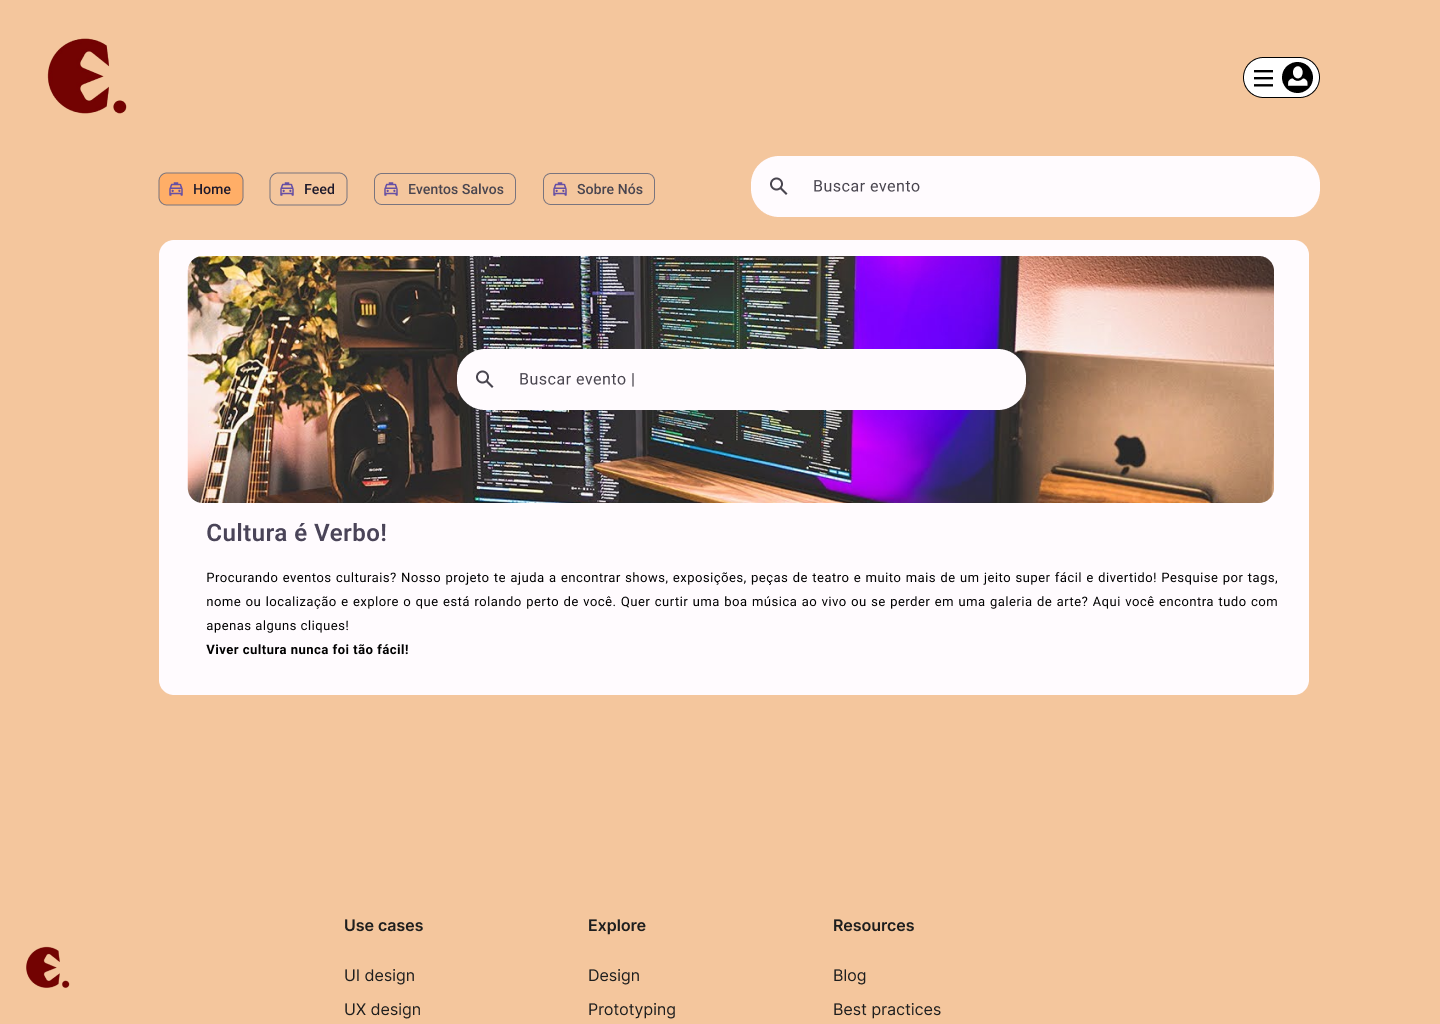 Home
Feed
Eventos Salvos
Sobre Nós
Buscar evento
Buscar evento |
SONY
Cultura é Verbo!
Procurando eventos culturais? Nosso projeto te ajuda a encontrar shows, exposições, peças de teatro e muito mais de um jeito super fácil e divertido! Pesquise por tags,
nome ou localização e explore o que está rolando perto de você. Quer curtir uma boa música ao vivo ou se perder em uma galeria de arte? Aqui você encontra tudo com
apenas alguns cliques!
Viver cultura nunca foi tão fácil!
Use cases
Explore
Resources
UI design
Design
Blog
UX design
Prototyping
Best practices